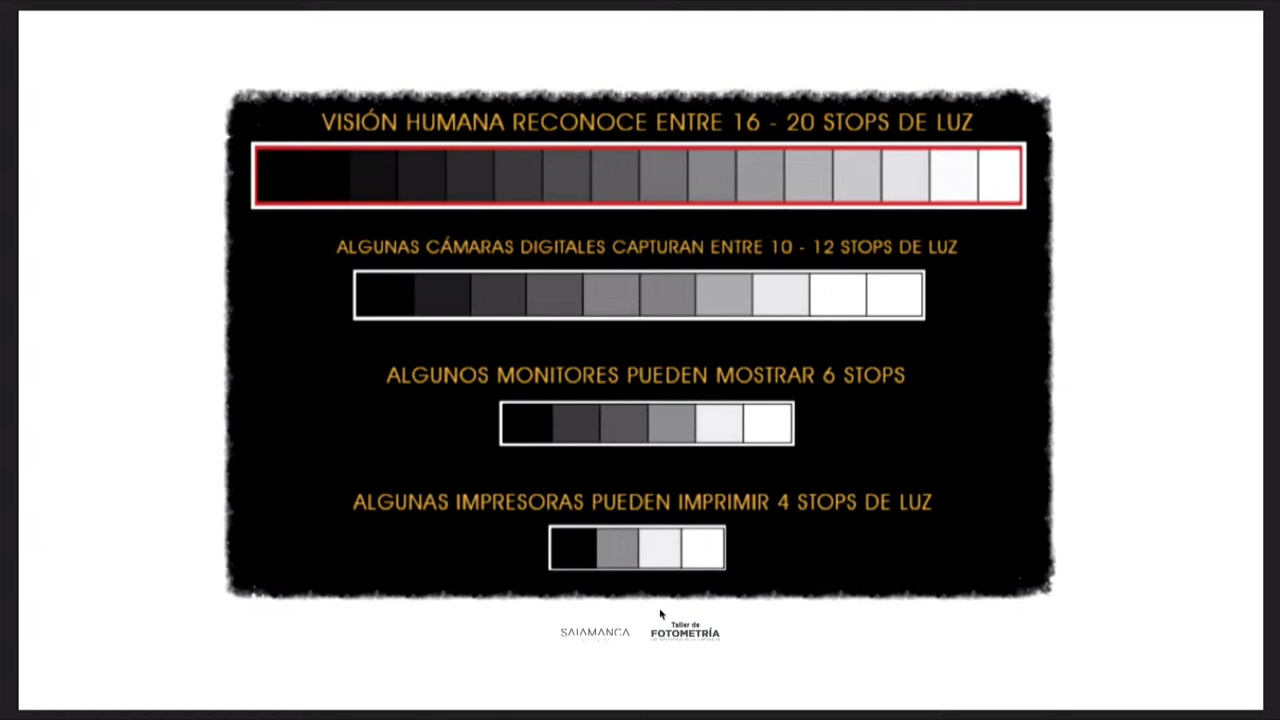 VISIÓN HUMANA RECONOCE ENTRE 16 - 20 STOPS DE LUZ
ALGUNAS CÁMARAS DIGITALES CAPTURAN ENTRE 10 - 12 STOPS DE LUZ
ALGUNOS MONITORES PUEDEN MOSTRAR 6 STOPS
ALGUNAS IMPRESORAS PUEDEN IMPRIMIR 4 STOPS DE LUZ
SALAMANCA
Taller de
FOTOMETRÍA